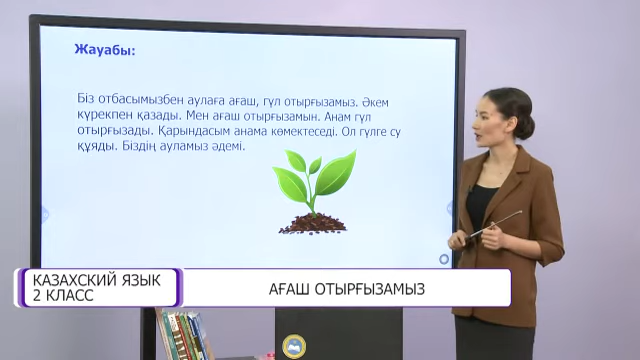 Жауабы:
Біз отбасымызбен аулаға ағаш, гүл отырғызамыз. Әкем
күрекпен қазады. Мен ағаш отырғызамын. Анам гүл
отырғызады. Қарындасым анама көмектеседі. Ол гүлге су
құяды. Біздің ауламыз әдемі.
КАЗАХСКИЙ ЯЗЫК
2 КЛАСС
АҒАШ ОТЫРҒЫЗАМЫЗ